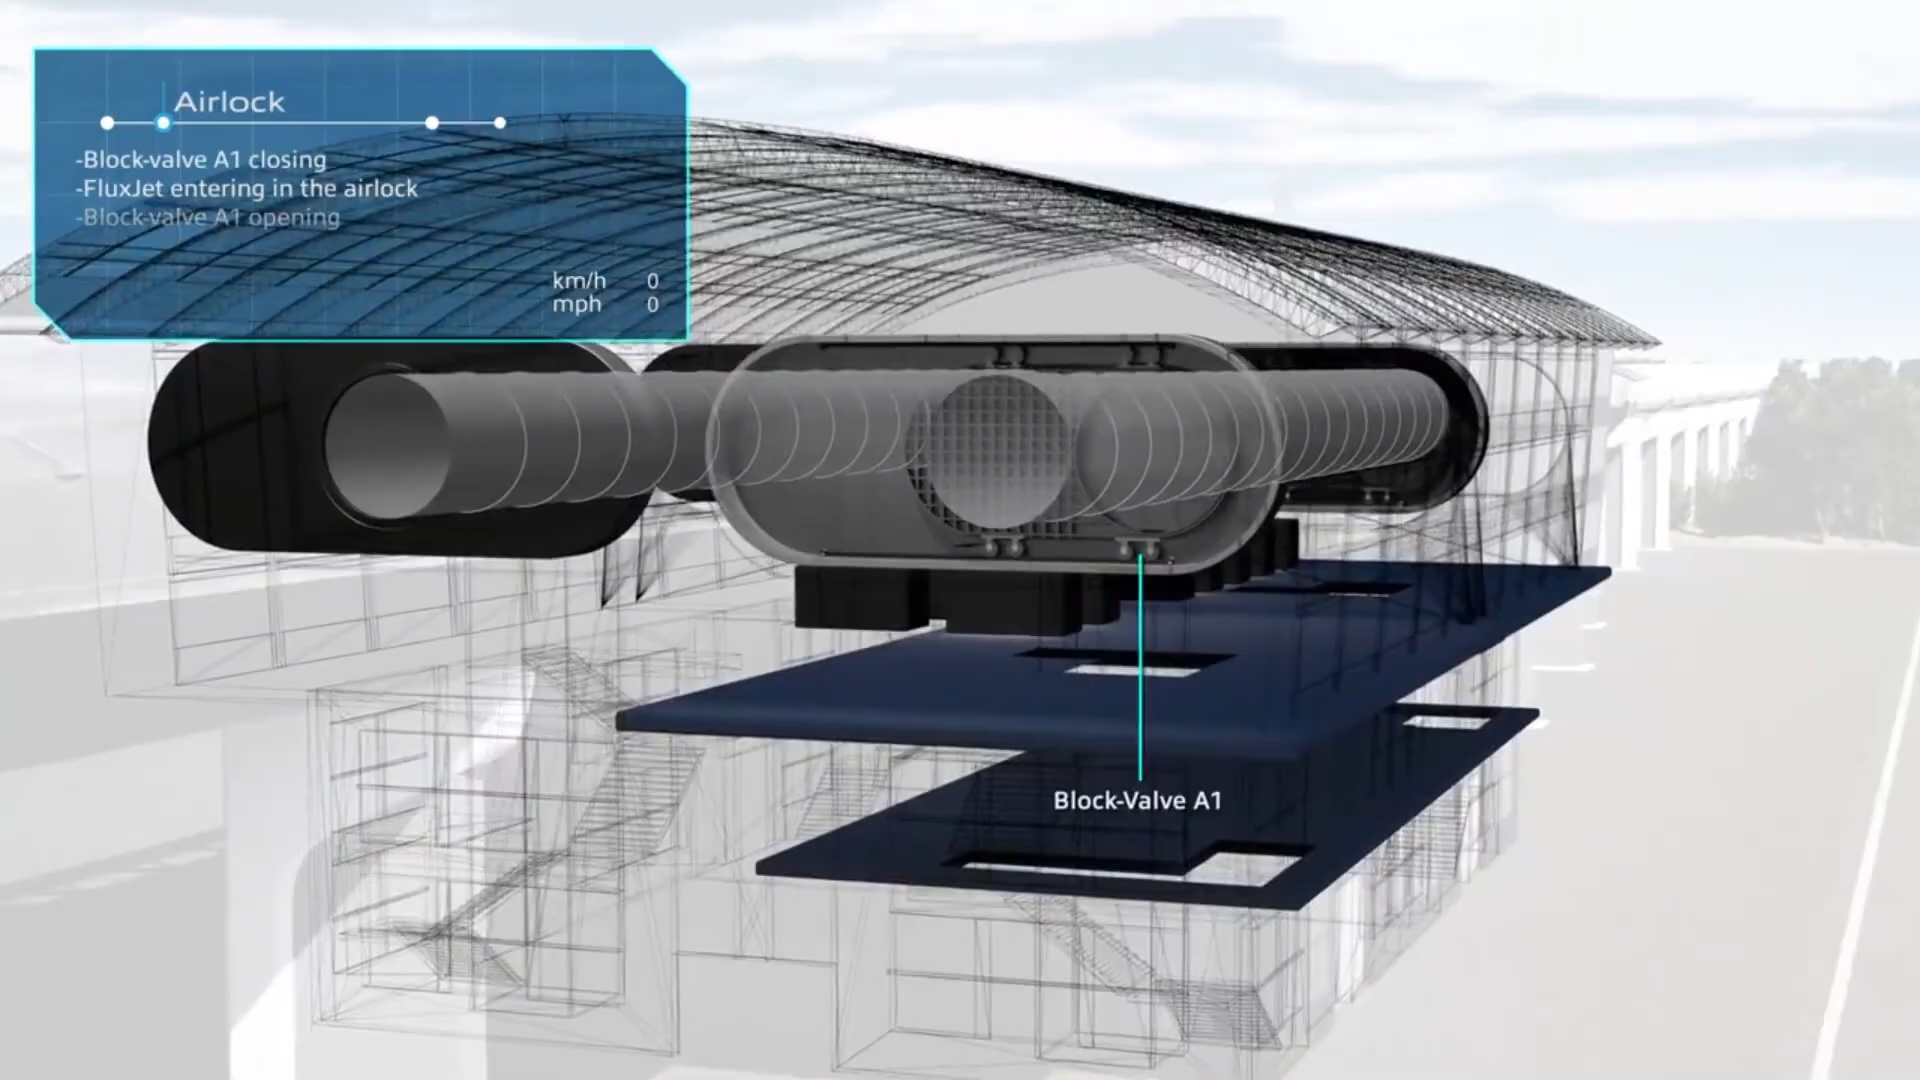 Airlock
-Block-valve A1 closing
-FluxJet entering in the airlock
-Block-valve A1 opening
km/h 0
mph 0
Block-Valve A1